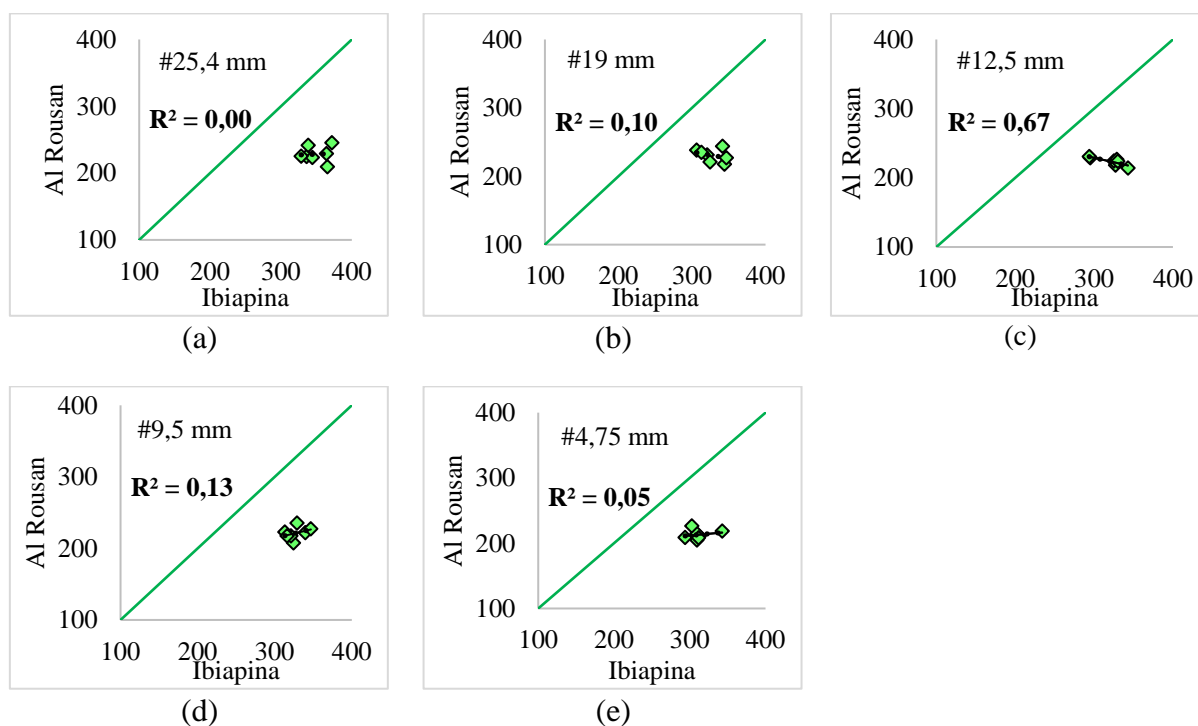 400
300
200
100
Al Rousan
#25,4 mm
R² = 0,00
100 200 300 400
Ibiapina
(a)
400
300
200
100
Al Rousan
#19 mm
R² = 0,10
100 200 300 400
Ibiapina
(b)
400
300
200
100
Al Rousan
#12,5 mm
R² = 0,67
100 200 300 400
Ibiapina
(c)
400
300
200
100
Al Rousan
#9,5 mm
R² = 0,13
100 200 300 400
Ibiapina
(d)
400
300
200
100
Al Rousan
#4,75 mm
R² = 0,05
100 200 300 400
Ibiapina
(e)